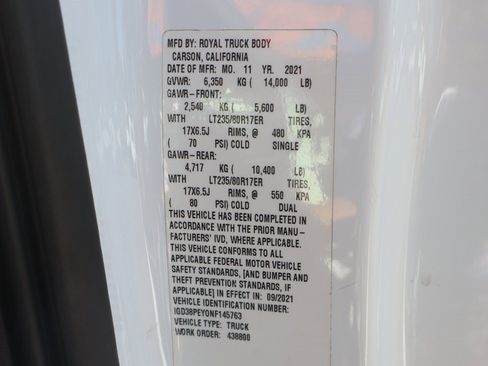 MFD BY: ROYAL TRUCK BODY
CARSON, CALIFORNIA
DATE OF MFR: MO. 11 YR. 2021
GVWR: 6,350 KG ( 14,000 LB)
GAWR-FRONT:
2,540 KG ( 5,600 LB)
WITH LT235/80R17ER TIRES,
17X6.5J RIMS, @ 480 KPA
( 70 PSI) COLD SINGLE
GAWR-REAR:
4,717 KG ( 10,400 LB)
WITH LT235/80R17ER TIRES,
17X6.5J RIMS, @ 550 KPA
( 80 PSI) COLD DUAL
THIS VEHICLE HAS BEEN COMPLETED IN
ACCORDANCE WITH THE PRIOR MANU-
FACTURERS' IVD, WHERE APPLICABLE.
THIS VEHICLE CONFORMS TO ALL
APPLICABLE FEDERAL MOTOR VEHICLE
SAFETY STANDARDS, [AND BUMPER AND
THEFT PREVENTION STANDARDS, IF
APPLICABLE] IN EFFECT IN: 09/2021
VEHICLE IDENTIFICATION NUMBER:
IGD38PEYONF145763
VEHICLE TYPE: TRUCK
WORK ORDER: 438800